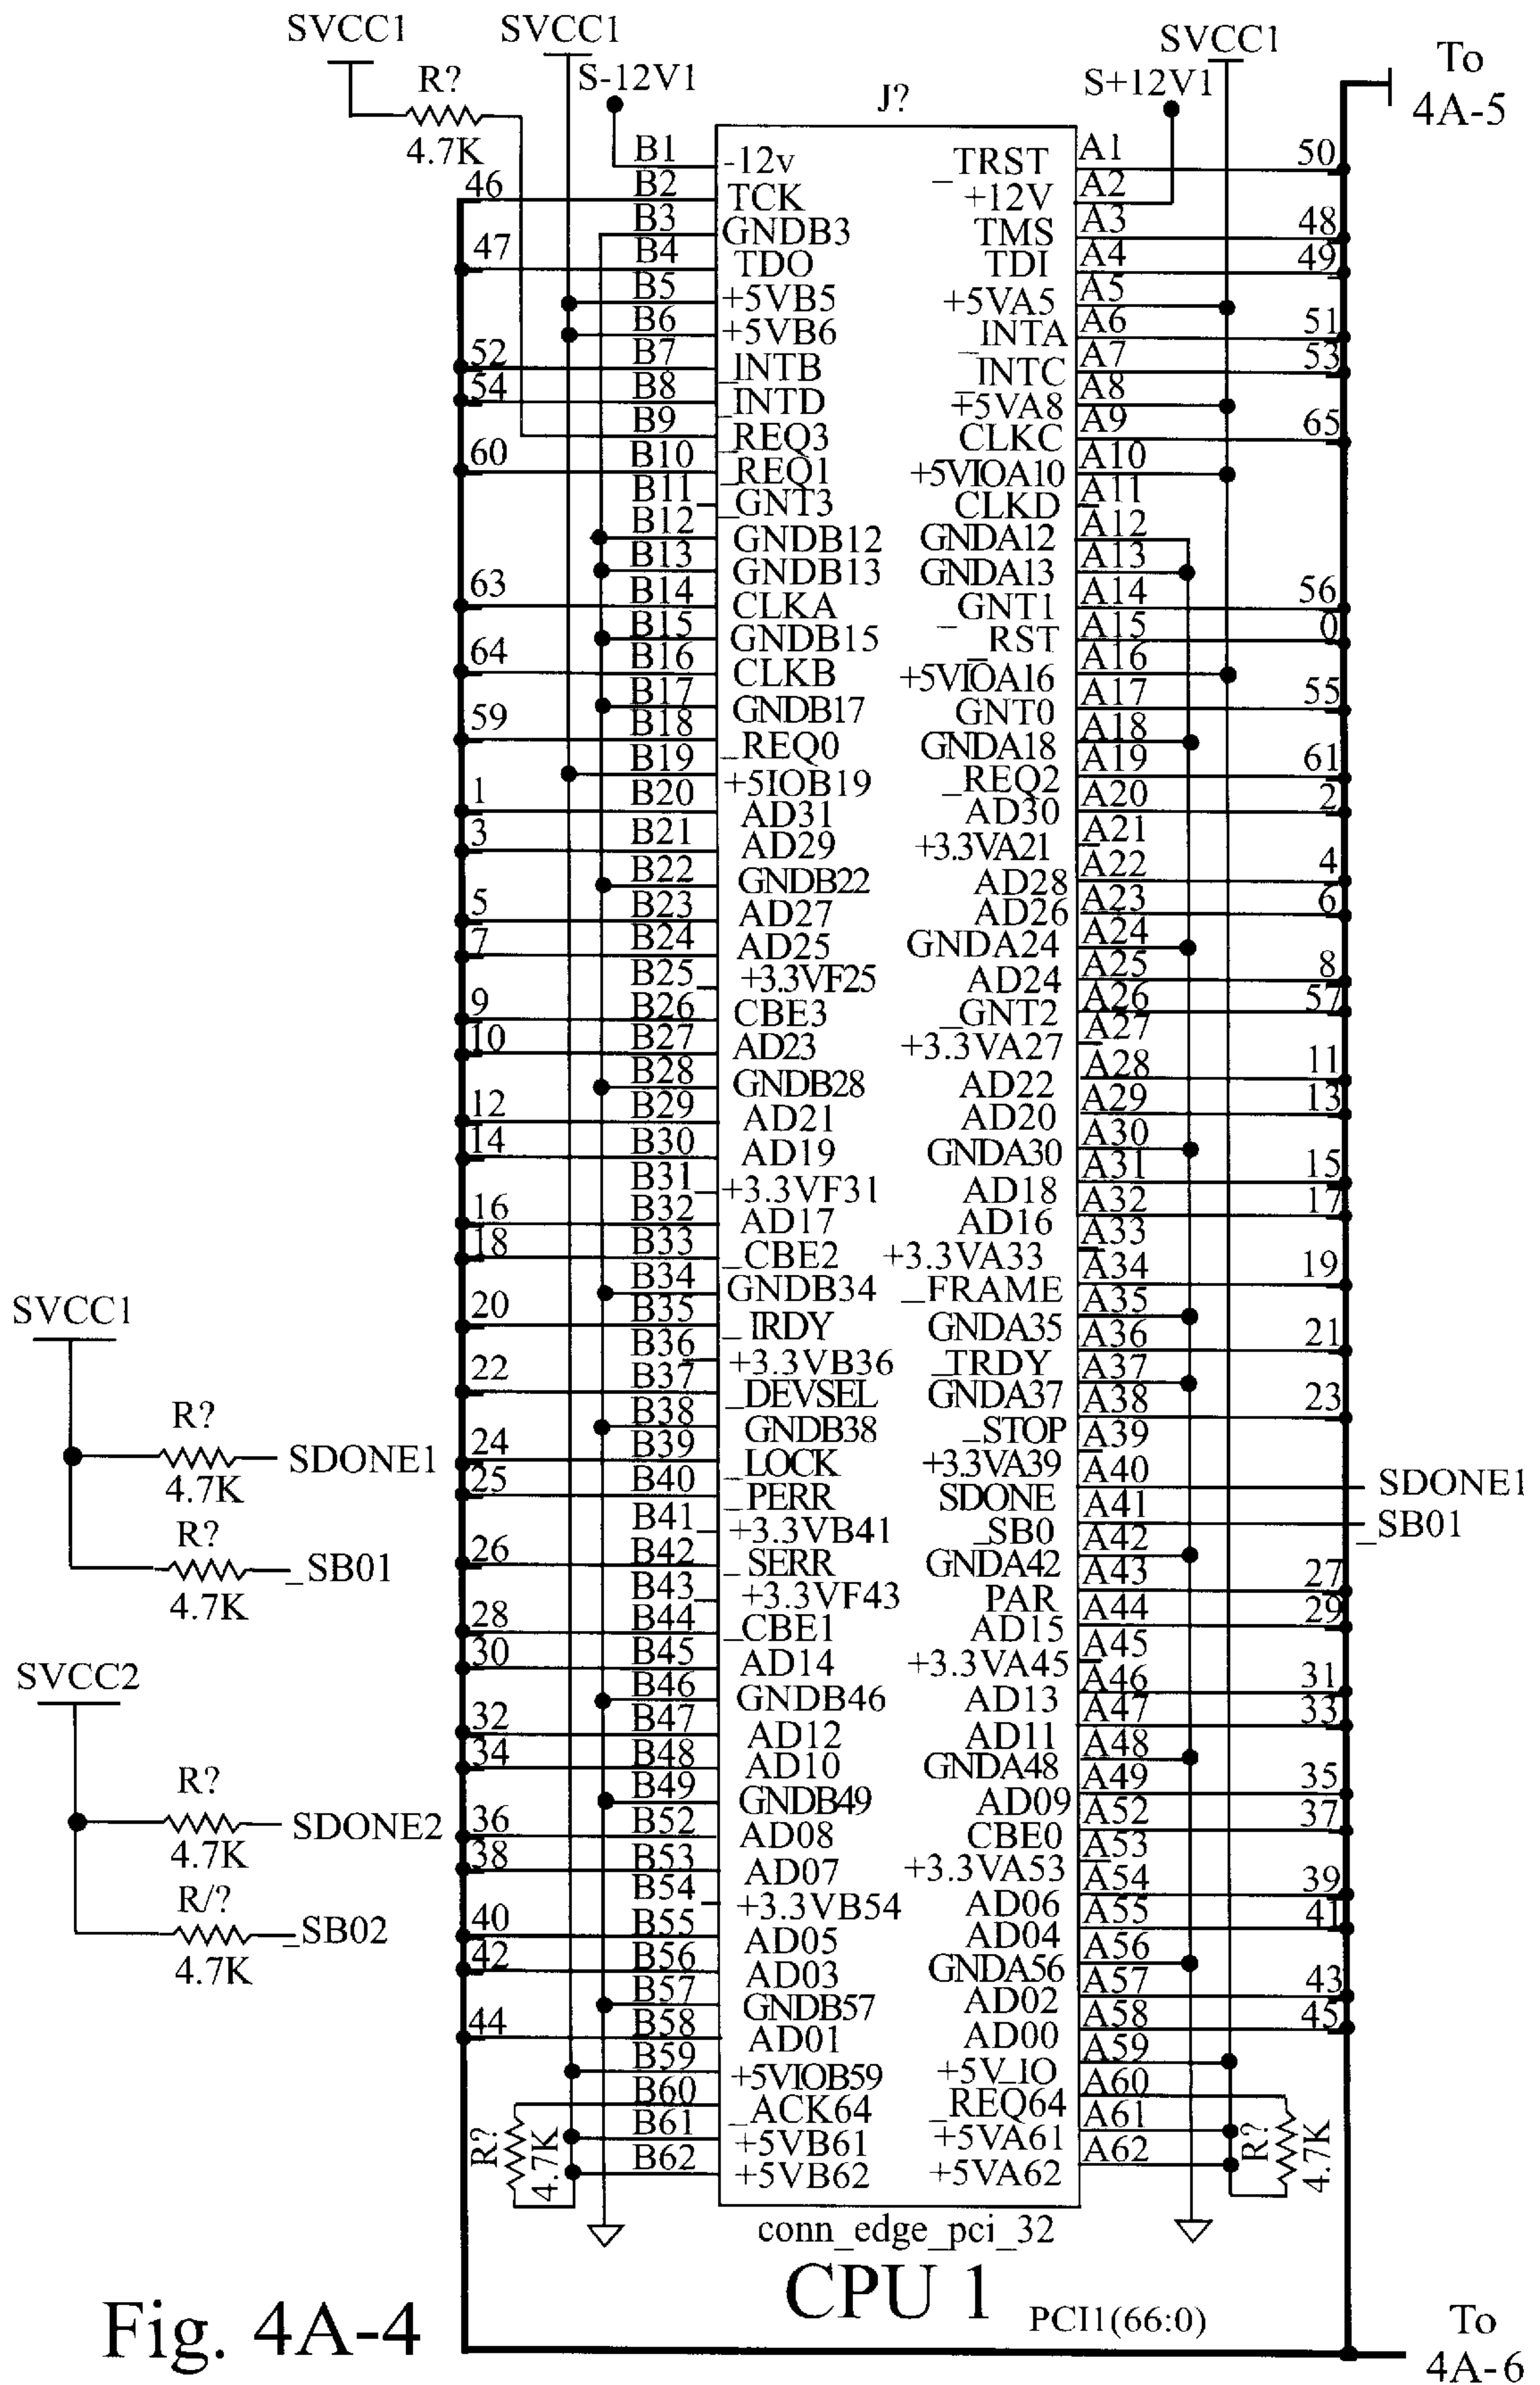 SVCC1
SVCC1
SVCC1
To
4A-5
R?
4.7K
S-12V1
S+12V1
J?
B1 -12v
_TRST A1 50
46 B2 TCK
+12V A2
B3 GNDB3
TMS A3 48
47 B4 TDO
TDI A4 49
B5 +5VB5
+5VA5 A5
B6 +5VB6
_INTA A6 51
52 B7 _INTB
_INTC A7 53
54 B8 _INTD
+5VA8 A8
B9 _REQ3
CLKC A9 65
60 B10 _REQ1
+5VIOA10 A10
B11 _GNT3
CLKD A11
B12 GNDB12
GNDA12 A12
B13 GNDB13
GNDA13 A13
63 B14 CLKA
_GNT1 A14 56
B15 GNDB15
_RST A15 0
64 B16 CLKB
+5VIOA16 A16
B17 GNDB17
GNT0 A17 55
59 B18 _REQ0
GNDA18 A18
B19 +5IOB19
_REQ2 A19 61
1 B20 AD31
AD30 A20 2
3 B21 AD29
+3.3VA21 A21
B22 GNDB22
AD28 A22 4
5 B23 AD27
AD26 A23 6
7 B24 AD25
GNDA24 A24
B25 +3.3VF25
AD24 A25 8
9 B26 CBE3
_GNT2 A26 57
10 B27 AD23
+3.3VA27 A27
B28 GNDB28
AD22 A28 11
12 B29 AD21
AD20 A29 13
14 B30 AD19
GNDA30 A30
B31 +3.3VF31
AD18 A31 15
16 B32 AD17
AD16 A32 17
18 B33 _CBE2
+3.3VA33 A33
B34 GNDB34
_FRAME A34 19
20 B35 _IRDY
GNDA35 A35
B36 +3.3VB36
_TRDY A36 21
22 B37 _DEVSEL
GNDA37 A37
B38 GNDB38
_STOP A38 23
24 B39 _LOCK
+3.3VA39 A39
25 B40 _PERR
SDONE A40 SDONE1
B41 +3.3VB41
_SB0 A41 _SB01
26 B42 _SERR
GNDA42 A42
B43 +3.3VF43
PAR A43 27
28 B44 _CBE1
AD15 A44 29
30 B45 AD14
+3.3VA45 A45
B46 GNDB46
AD13 A46 31
32 B47 AD12
AD11 A47 33
34 B48 AD10
GNDA48 A48
B49 GNDB49
AD09 A49 35
36 B52 AD08
CBE0 A52 37
38 B53 AD07
+3.3VA53 A53
B54 +3.3VB54
AD06 A54 39
40 B55 AD05
AD04 A55 41
42 B56 AD03
GNDA56 A56
B57 GNDB57
AD02 A57 43
44 B58 AD01
AD00 A58 45
B59 +5VIOB59
+5V_IO A59
B60 _ACK64
_REQ64 A60
B61 +5VB61
+5VA61 A61
B62 +5VB62
+5VA62 A62
R?
4.7K
R?
4.7K
SVCC1
R?
4.7K
SDONE1
R?
4.7K
_SB01
SVCC2
R?
4.7K
SDONE2
R/?
4.7K
_SB02
conn_edge_pci_32
CPU 1
PCI1(66:0)
Fig. 4A-4
To
4A-6